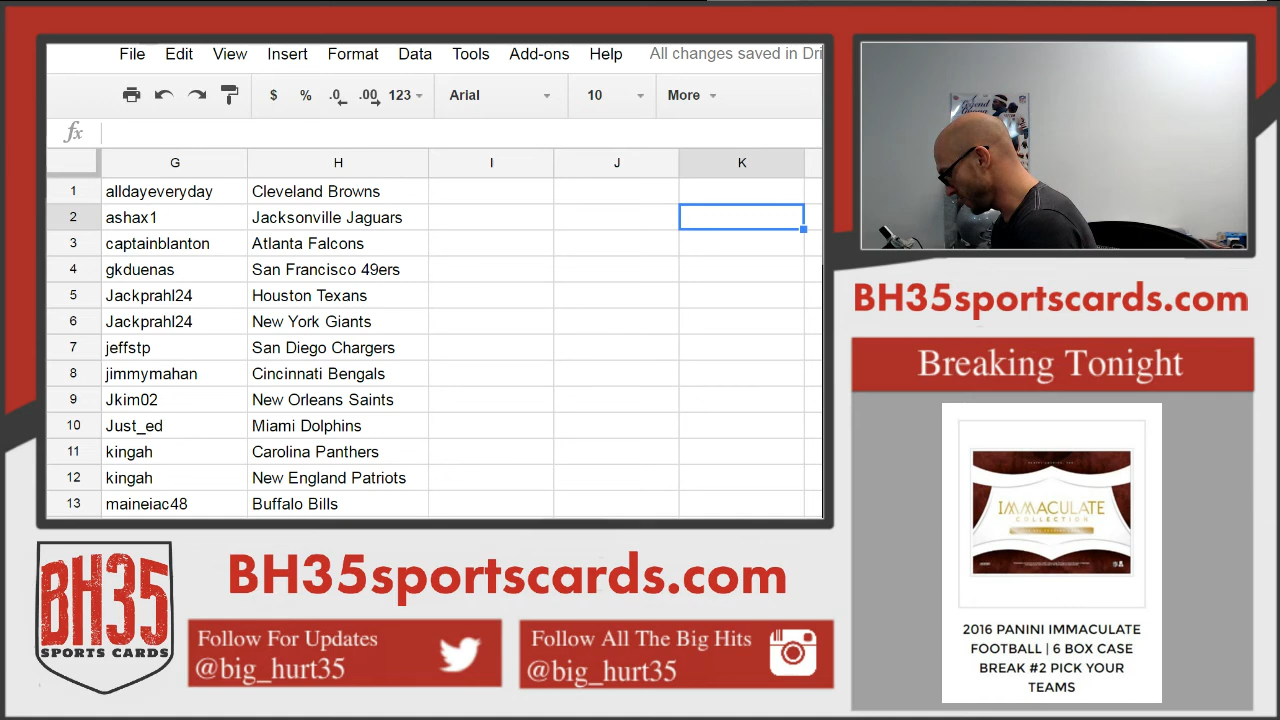 File Edit View Insert Format Data Tools Add-ons Help All changes saved in Dri
$ % .0 .00 123 Arial 10 More
fx
G H I J K
1 alldayeveryday Cleveland Browns
2 ashax1 Jacksonville Jaguars
3 captainblanton Atlanta Falcons
4 gkduenas San Francisco 49ers
5 Jackprahl24 Houston Texans
6 Jackprahl24 New York Giants
7 jeffstp San Diego Chargers
8 jimmymahan Cincinnati Bengals
9 Jkim02 New Orleans Saints
10 Just_ed Miami Dolphins
11 kingah Carolina Panthers
12 kingah New England Patriots
13 maineiac48 Buffalo Bills
BH35sportscards.com
Breaking Tonight
IMMACULATE
COLLECTION
2016 PANINI IMMACULATE
FOOTBALL | 6 BOX CASE
BREAK #2 PICK YOUR
TEAMS
BH35
SPORTS CARDS
BH35sportscards.com
Follow For Updates
@big_hurt35
Follow All The Big Hits
@big_hurt35